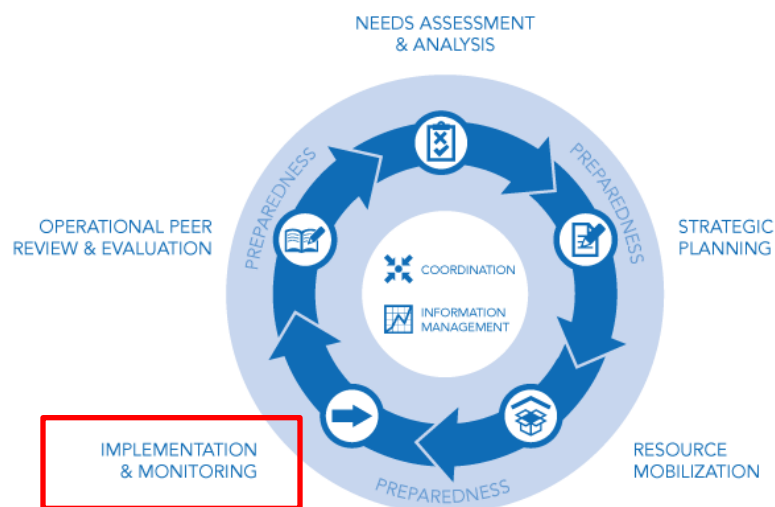 NEEDS ASSESSMENT
& ANALYSIS
PREPAREDNESS
PREPAREDNESS
OPERATIONAL PEER
REVIEW & EVALUATION
STRATEGIC
PLANNING
COORDINATION
INFORMATION
MANAGEMENT
IMPLEMENTATION
& MONITORING
RESOURCE
MOBILIZATION
PREPAREDNESS